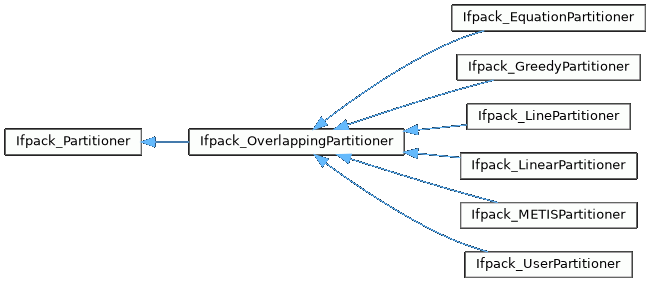 Ifpack_EquationPartitioner
Ifpack_GreedyPartitioner
Ifpack_LinePartitioner
Ifpack_Partitioner
Ifpack_OverlappingPartitioner
Ifpack_LinearPartitioner
Ifpack_METISPartitioner
Ifpack_UserPartitioner